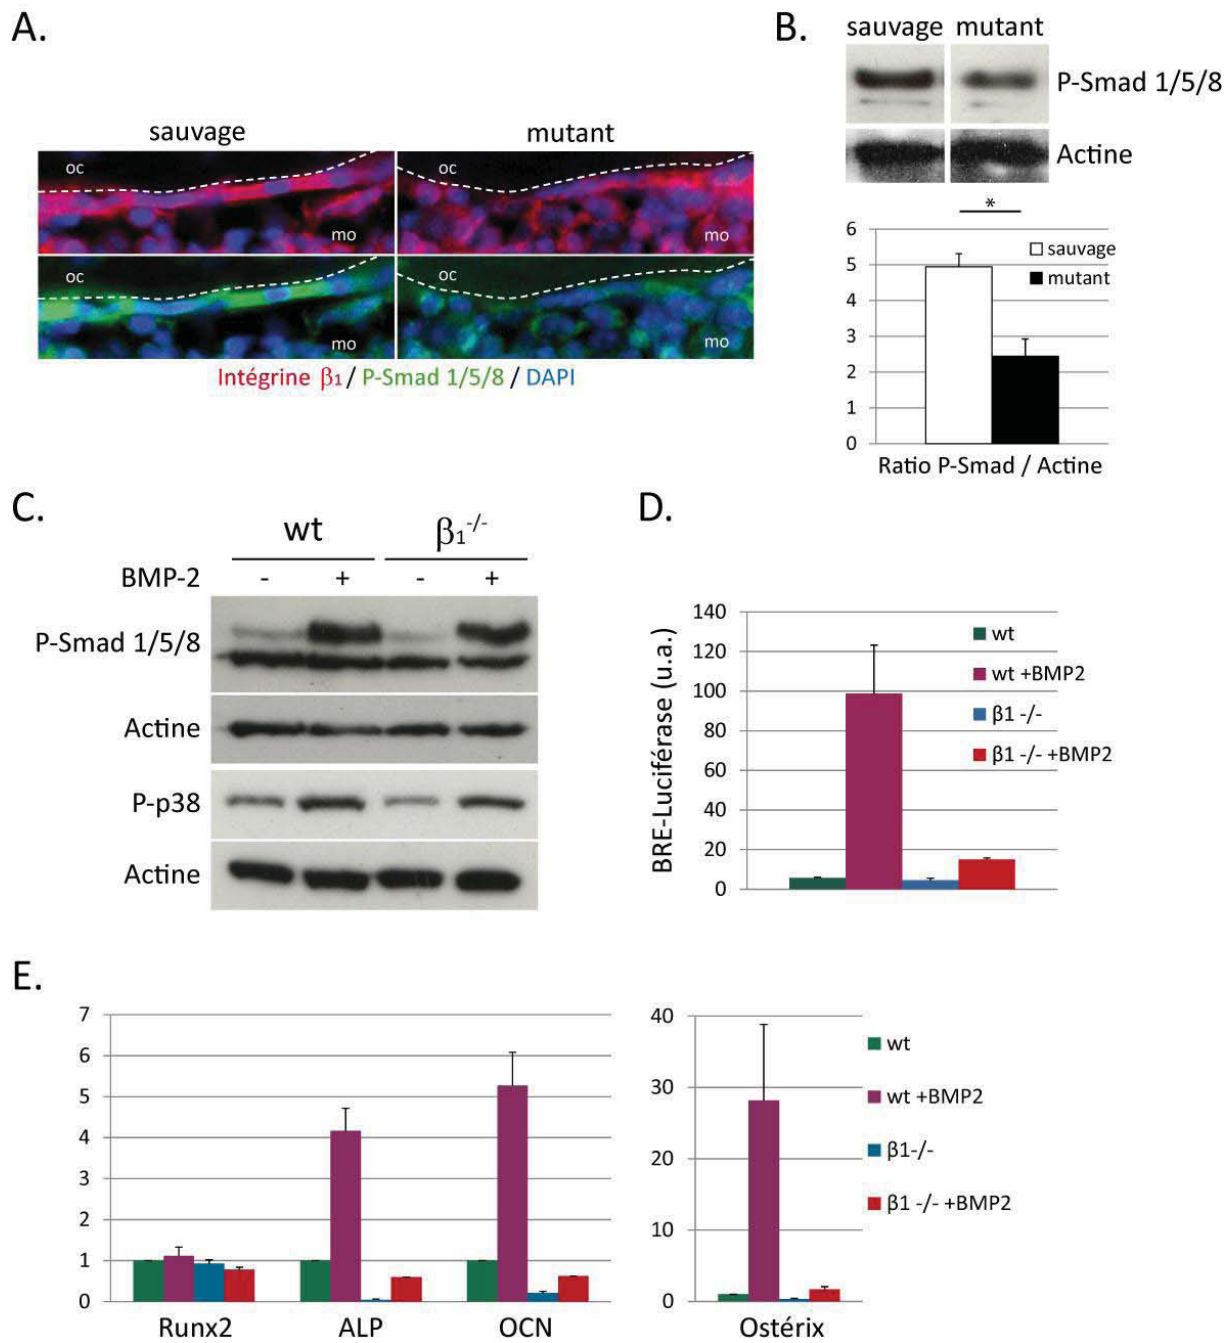 A.
sauvage
mutant
oc
mo
oc
mo
oc
mo
oc
mo
Intégrine β1 / P-Smad 1/5/8 / DAPI
B.
sauvage
mutant
P-Smad 1/5/8
Actine
*
6
5
4
3
2
1
0
sauvage
mutant
Ratio P-Smad / Actine
C.
wt
β1-/-
BMP-2
-
+
-
+
P-Smad 1/5/8
Actine
P-p38
Actine
D.
BRE-Luciférase (u.a.)
140
120
100
80
60
40
20
0
wt
wt +BMP2
β1 -/-
β1 -/- +BMP2
E.
7
6
5
4
3
2
1
0
Runx2
ALP
OCN
40
30
20
10
0
Ostérix
wt
wt +BMP2
β1-/-
β1 -/- +BMP2